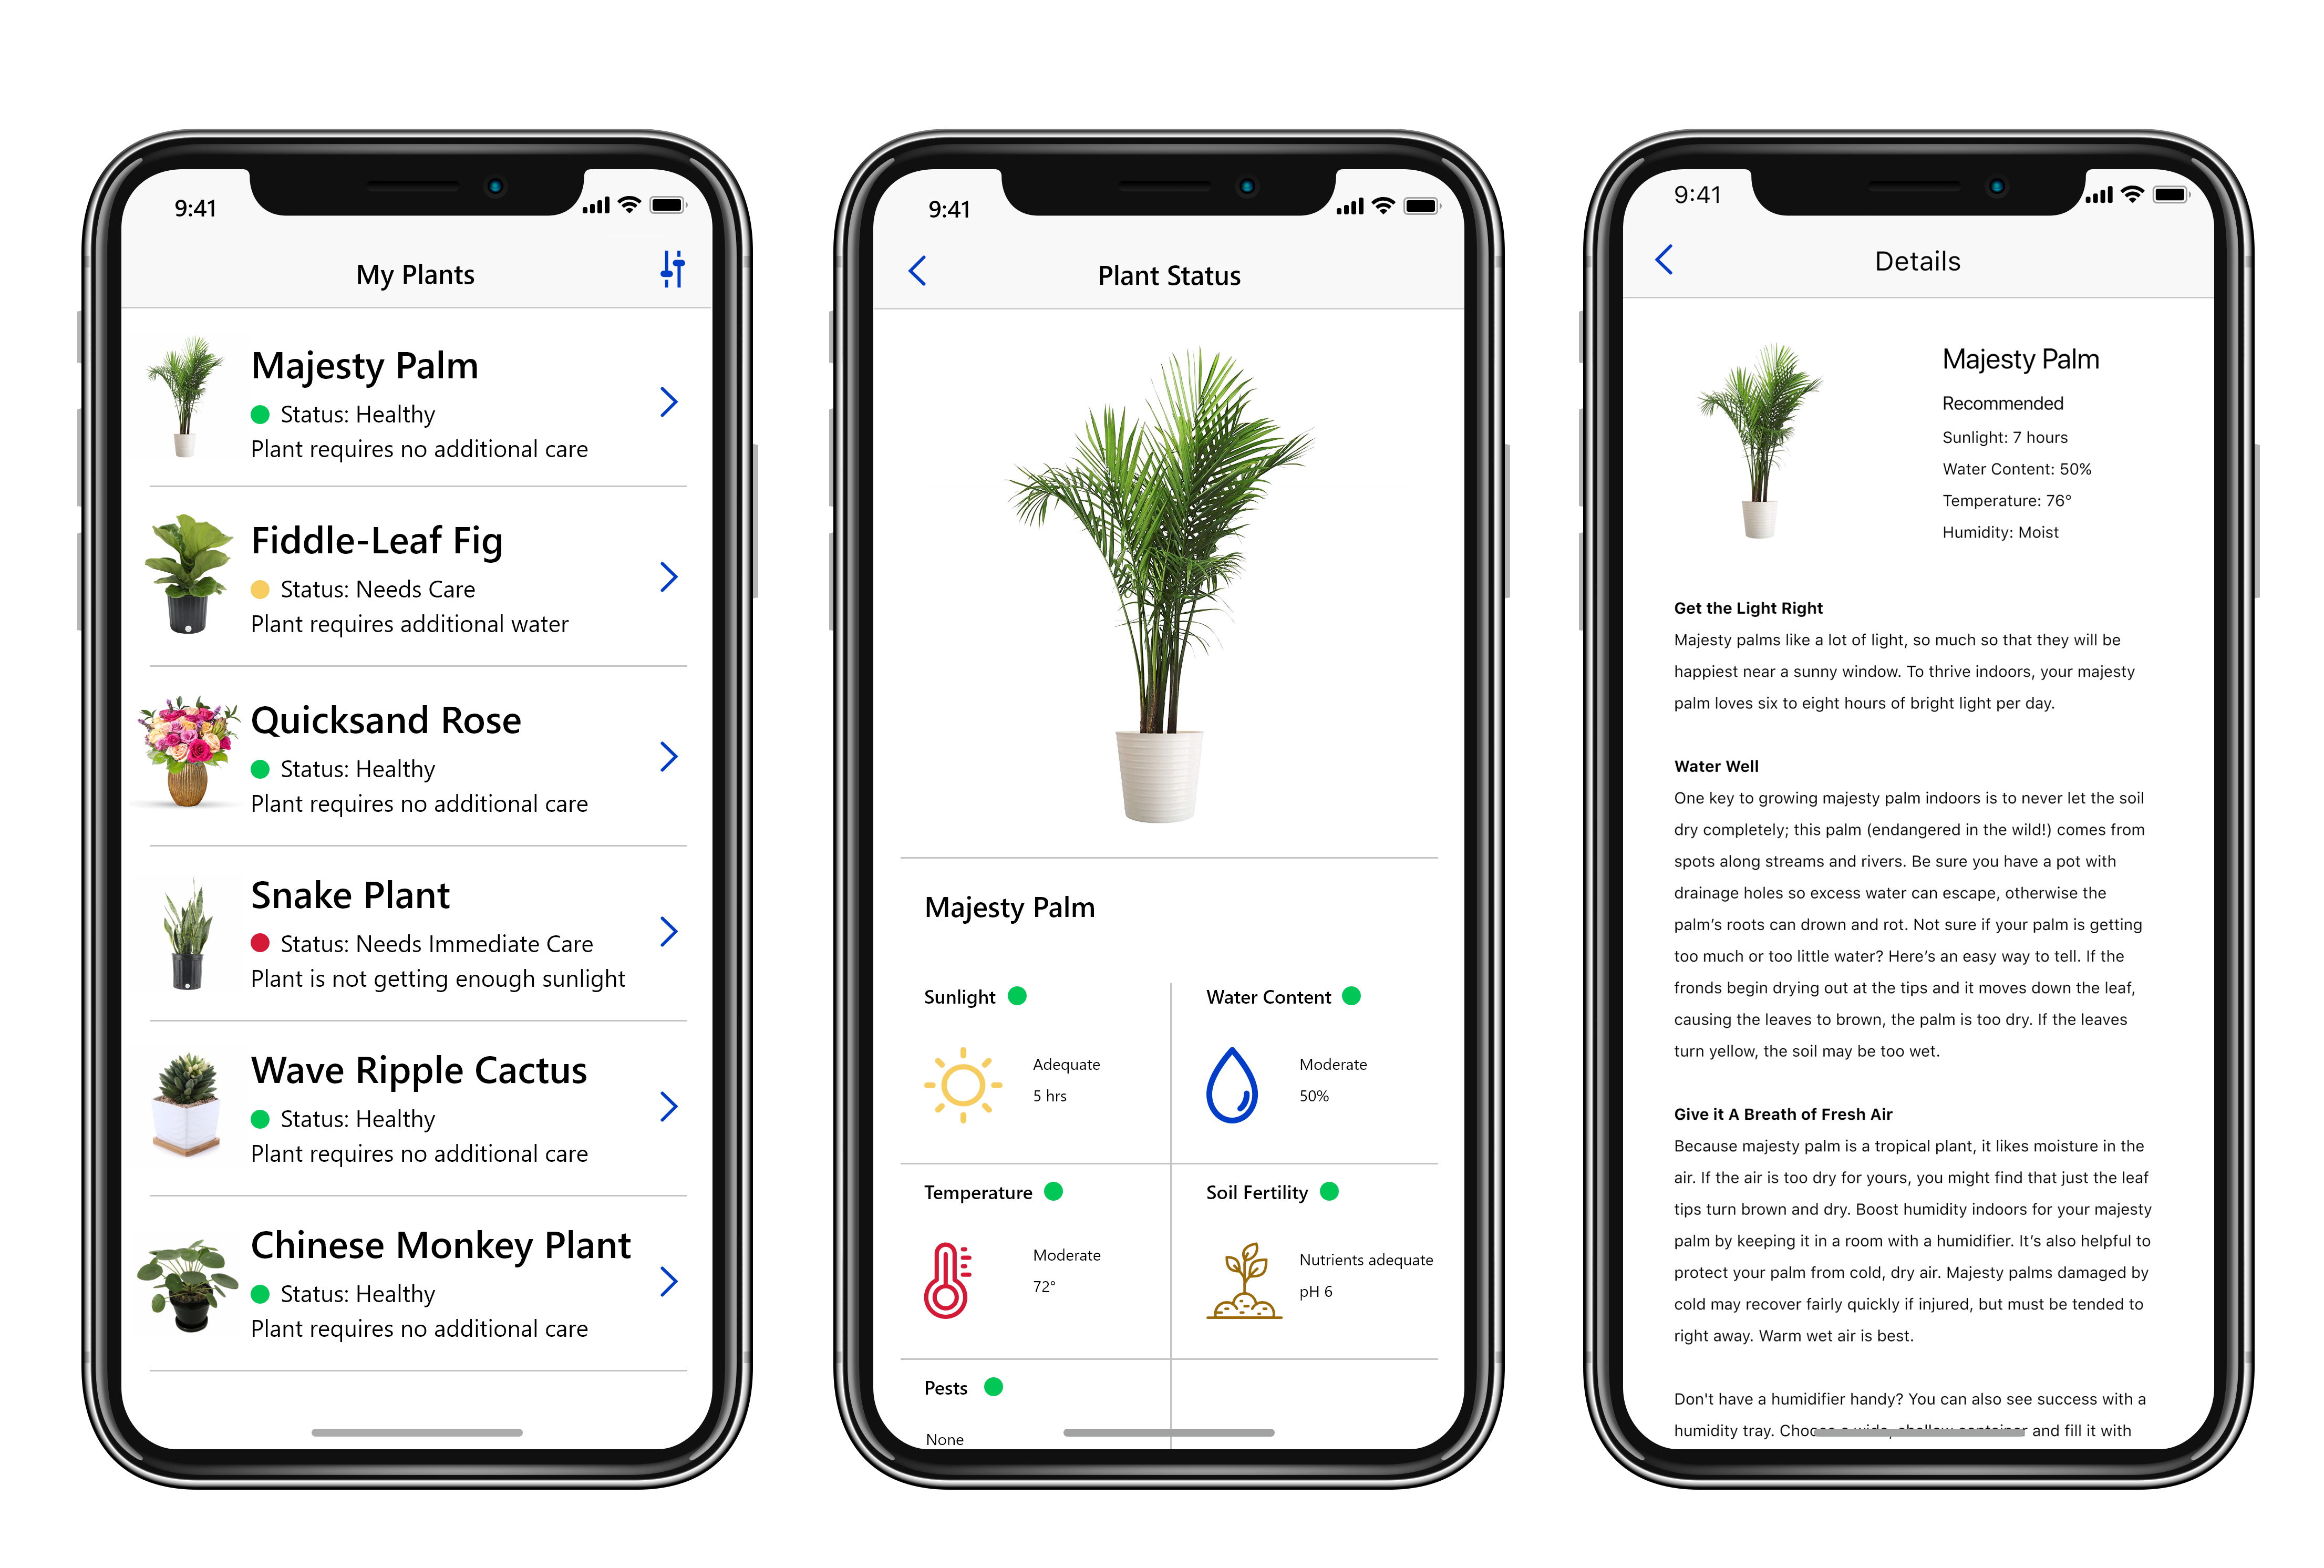 9:41
My Plants
Majesty Palm
Status: Healthy
Plant requires no additional care
Fiddle-Leaf Fig
Status: Needs Care
Plant requires additional water
Quicksand Rose
Status: Healthy
Plant requires no additional care
Snake Plant
Status: Needs Immediate Care
Plant is not getting enough sunlight
Wave Ripple Cactus
Status: Healthy
Plant requires no additional care
Chinese Monkey Plant
Status: Healthy
Plant requires no additional care
9:41
Plant Status
Majesty Palm
Sunlight
Adequate
5 hrs
Water Content
Moderate
50%
Temperature
Moderate
72°
Soil Fertility
Nutrients adequate
pH 6
Pests
None
9:41
Details
Majesty Palm
Recommended
Sunlight: 7 hours
Water Content: 50%
Temperature: 76°
Humidity: Moist
Get the Light Right
Majesty palms like a lot of light, so much so that they will be
happiest near a sunny window. To thrive indoors, your majesty
palm loves six to eight hours of bright light per day.
Water Well
One key to growing majesty palm indoors is to never let the soil
dry completely; this palm (endangered in the wild!) comes from
spots along streams and rivers. Be sure you have a pot with
drainage holes so excess water can escape, otherwise the
palm's roots can drown and rot. Not sure if your palm is getting
too much or too little water? Here's an easy way to tell. If the
fronds begin drying out at the tips and it moves down the leaf,
causing the leaves to brown, the palm is too dry. If the leaves
turn yellow, the soil may be too wet.
Give it A Breath of Fresh Air
Because majesty palm is a tropical plant, it likes moisture in the
air. If the air is too dry for yours, you might find that just the leaf
tips turn brown and dry. Boost humidity indoors for your majesty
palm by keeping it in a room with a humidifier. It's also helpful to
protect your palm from cold, dry air. Majesty palms damaged by
cold may recover fairly quickly if injured, but must be tended to
right away. Warm wet air is best.
Don't have a humidifier handy? You can also see success with a
humidity tray. Choose a wide, shallow container and fill it with